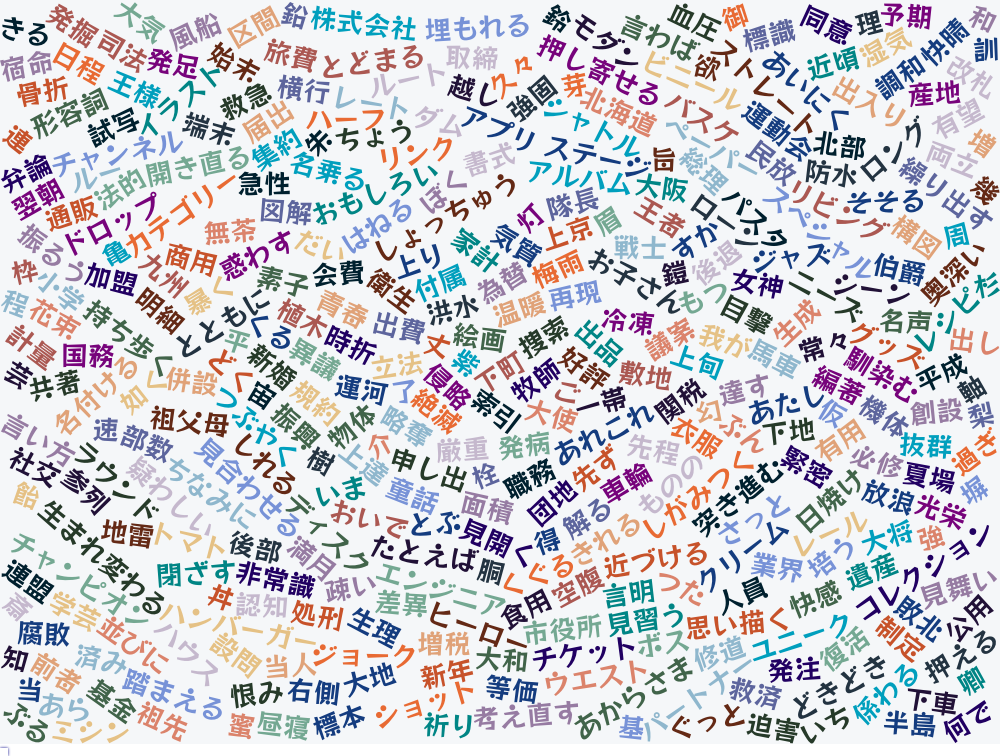 きる
発掘
司法
大気
風船
区間
鉛
株式会社
埋もれる
鈴
モダン
言わば
血圧
御
標識
同意
理
予期
和
訓
宿命
日程
骨折
王様
発足
始末
旅費
とどまる
取締
久々
押し寄せる
ビニール
欲
ストレート
あいにく
近頃
湿気
調和
快晴
改札
産地
形容詞
試写
イラスト
救急
横行
レフト
ルート
越し
強固
芽
北海道
バスケ
運動会
出入り
有望
増
連
弁論
チャンネル
端末
届出
ハーフ
ダム
アプリ
シャトル
ペーパー
民放
北部
防水
ロング
両立
幾
翌朝
ルーン
法的
開き直る
集約
朱
ちょう
名乗る
リンク
書式
ステージ
旨
総理
アルバム
大阪
リビング
そそる
繰り出す
通販
ドロップ
カテゴリー
急性
図解
おもしろい
ぼく
しょっちゅう
灯
隊長
眉
王者
パスタ
ローン
スペシャル
構図
周
奥深い
振るう
亀
無茶
商用
惑わす
だい
はねる
上り
家計
気質
上京
戦士
すか
後退
ジャズ
伯爵
枠
小学
加盟
九州
暴く
素子
会費
衛生
付属
為替
梅雨
お子さん
鎧
もつ
女神
シーズン
ピン
杉
程
花束
持ち歩く
明細
とともに
植木
青春
出費
洪水
温暖
再現
目撃
生成
名声
グッズ
出し
計量
国務
くる
平
新婚
異議
時折
立法
丈
紫
絵画
捜索
出品
冷凍
議案
我が
馬車
常々
馴染む
平成
芸
共著
名付ける
如く
併設
どく
宙
規約
運河
侵略
下町
牧師
好評
敷地
上旬
編著
機体
創設
軸
梨
つぶやく
祖父母
振興
物体
略奪
絶滅
索引
大使
ご
一帯
あれこれ
関税
幻
達す
あたし
仮
抜群
過ぎ
言い方
速部数
しれる
樹
上達
厳重
発病
先程
衣服
ぶん
下地
有用
必修
夏場
塀
社交
参列
ラウンド
疑わしい
ちなみに
見合わせる
いま
申し出
栓
職務
団地
先ず
車輪
ものの
しがみつく
突き進む
緊密
日焼け
放浪
光栄
飴
生まれ変わる
地雷
トマト
後部
満月
ディスク
おいで
童話
とぶ
面積
見開く
得
解る
きれる
さっと
レール
大将
強
チャンピオン
閉ざす
非常識
疎い
たとえば
胴
くぐる
近づける
クリーム
業界
培う
遺産
コレクション
見舞い
連盟
斎
学芸
並びに
ハンバーガー
丼
認知
処刑
生理
差異
エンジニア
食用
空腹
言明
つた
人員
快感
敗北
公用
腐敗
ハウス
設問
当人
ジョーク
増税
ヒーロー
市役所
見習う
思い描く
ユニーク
復活
制定
押える
知
前者
済み
踏まえる
恨み
右側
大地
新年
大和
チケット
ボス
修道
発注
どきどき
係わる
下車
卿
当
あら
基金
祖先
蜜
昼寝
標本
ショット
等価
ウエスト
あからさま
パートナー
救済
ぶる
ミシン
祈り
考え直す
基
ぐっと
迫害
いち
半島
何で